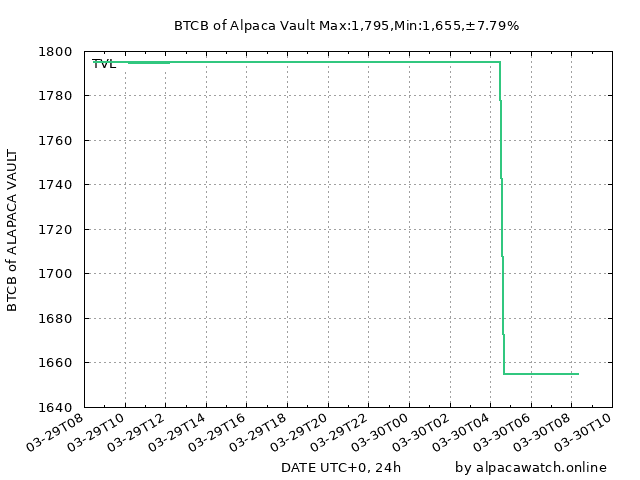 BTCB of Alpaca Vault Max:1,795,Min:1,655,±7.79%
BTCB of ALAPACA VAULT
TVL
1800
1780
1760
1740
1720
1700
1680
1660
1640
03-29T08
03-29T10
03-29T12
03-29T14
03-29T16
03-29T18
03-29T20
03-29T22
03-30T00
03-30T02
03-30T04
03-30T06
03-30T08
03-30T10
DATE UTC+0, 24h by alpacawatch.online